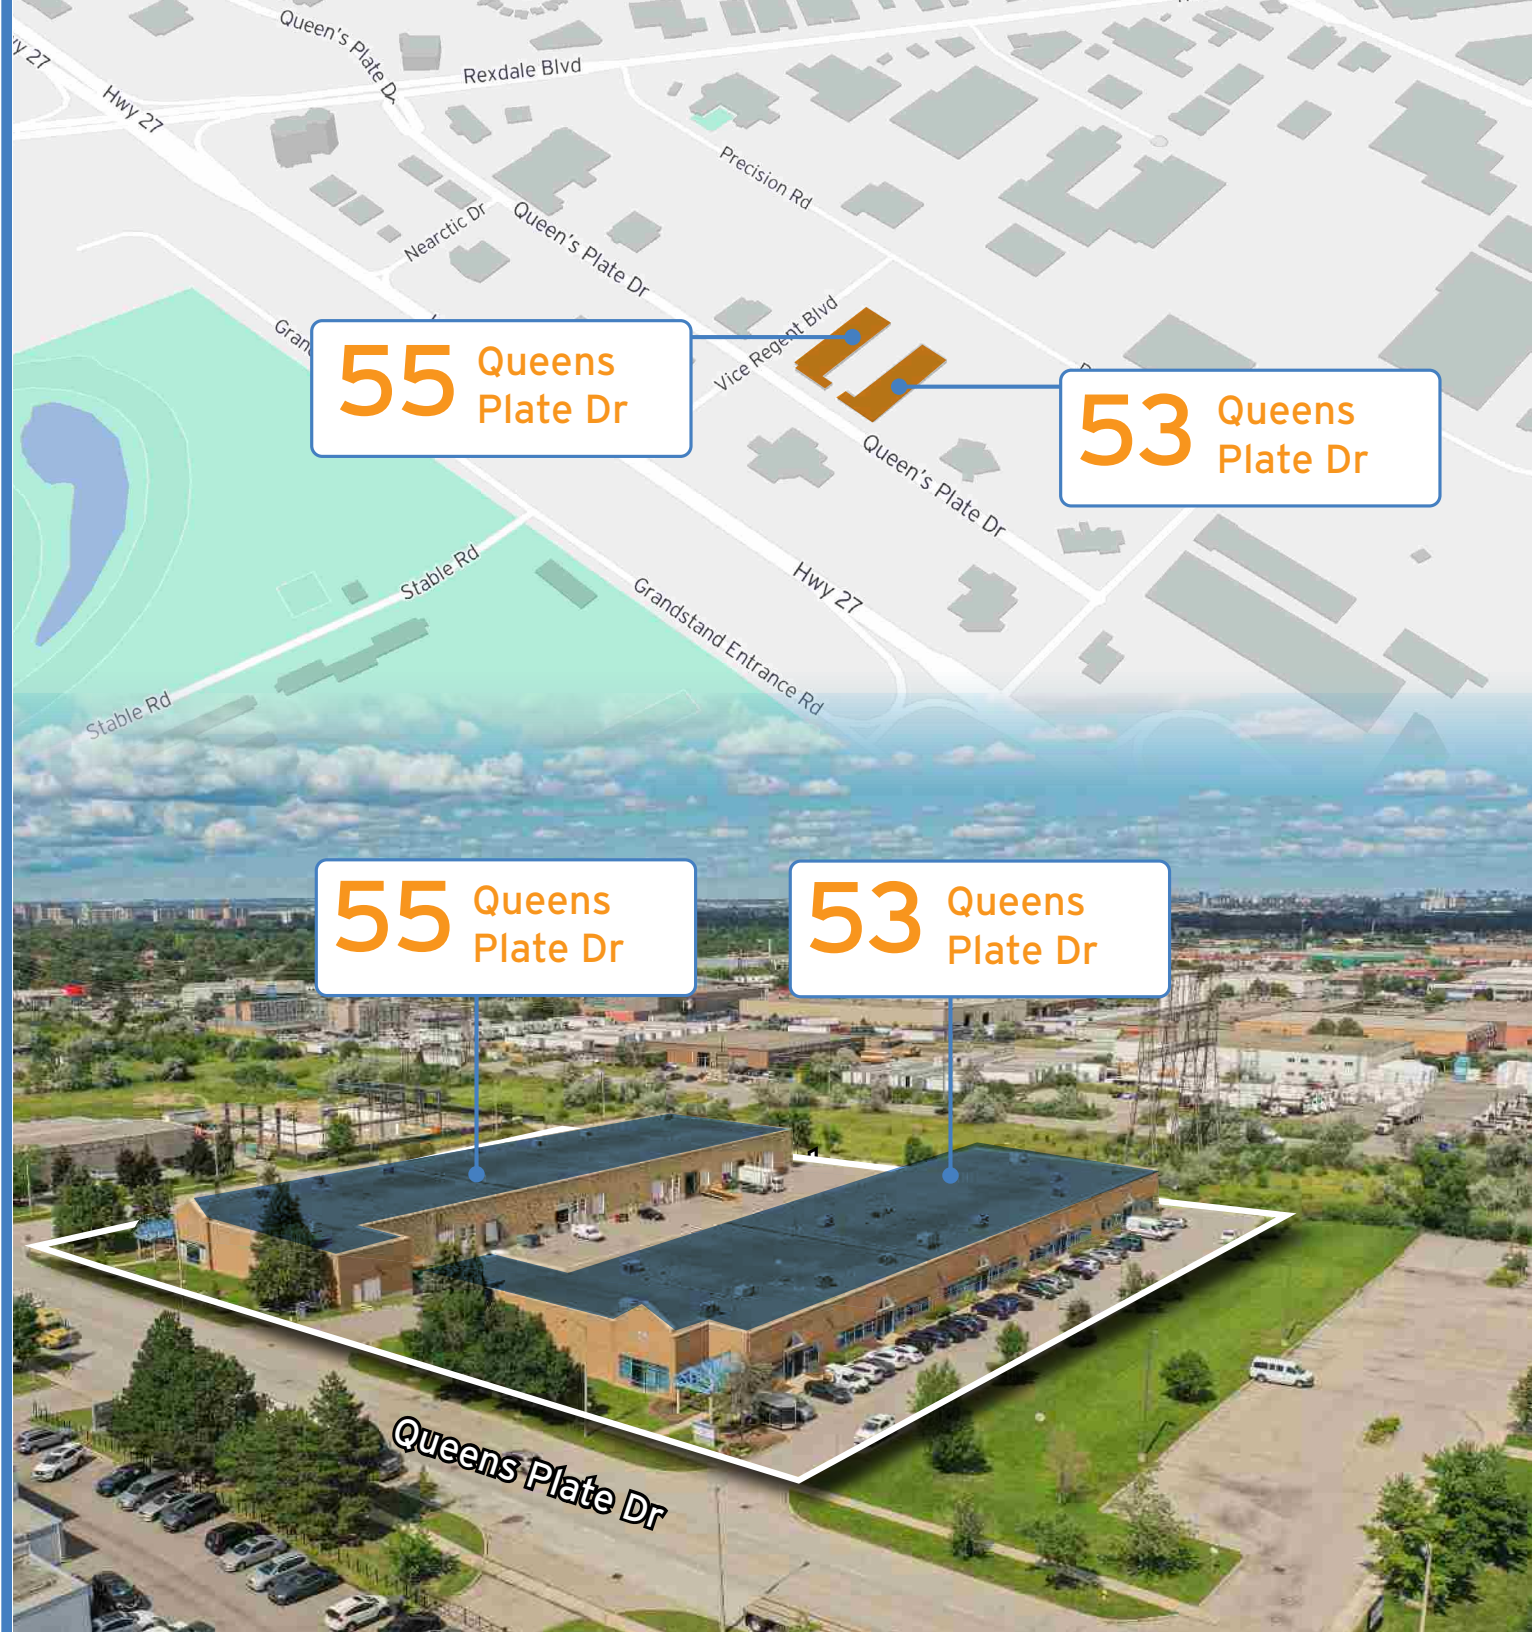 Queen's Plate Dr
Rexdale Blvd
Hwy 27
Precision Rd
Nearctic Dr
Queen's Plate Dr
Vice Regent Blvd
55 Queens
Plate Dr
53 Queens
Plate Dr
Queen's Plate Dr
Stable Rd
Hwy 27
Grandstand Entrance Rd
Stable Rd
55 Queens
Plate Dr
53 Queens
Plate Dr
Queens Plate Dr